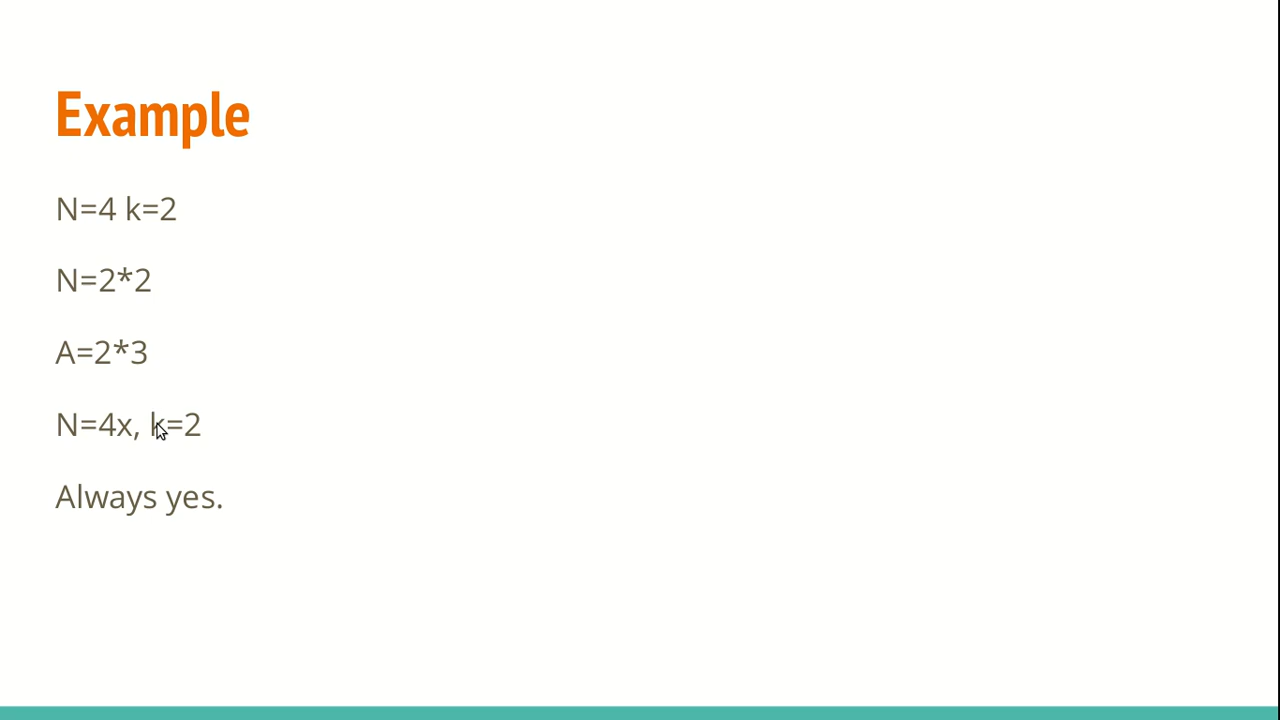 Example
N=4 k=2
N=2*2
A=2*3
N=4x, k=2
Always yes.